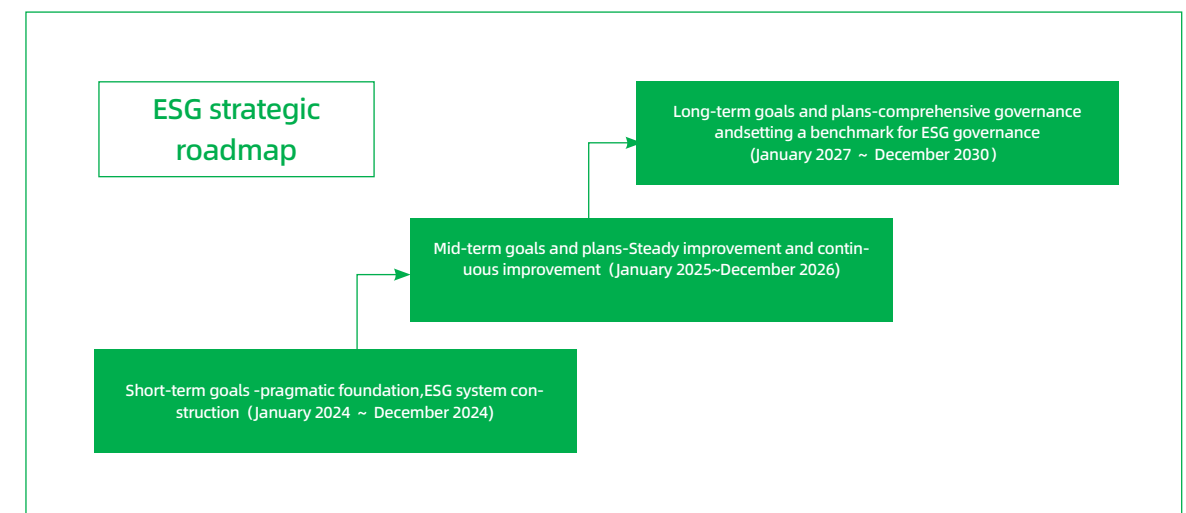 ESG strategic
roadmap
Long-term goals and plans-comprehensive governance
andsetting a benchmark for ESG governance
(January 2027 ~ December 2030)
Mid-term goals and plans-Steady improvement and contin-
uous improvement (January 2025~December 2026)
Short-term goals -pragmatic foundation,ESG system con-
struction (January 2024 ~ December 2024)